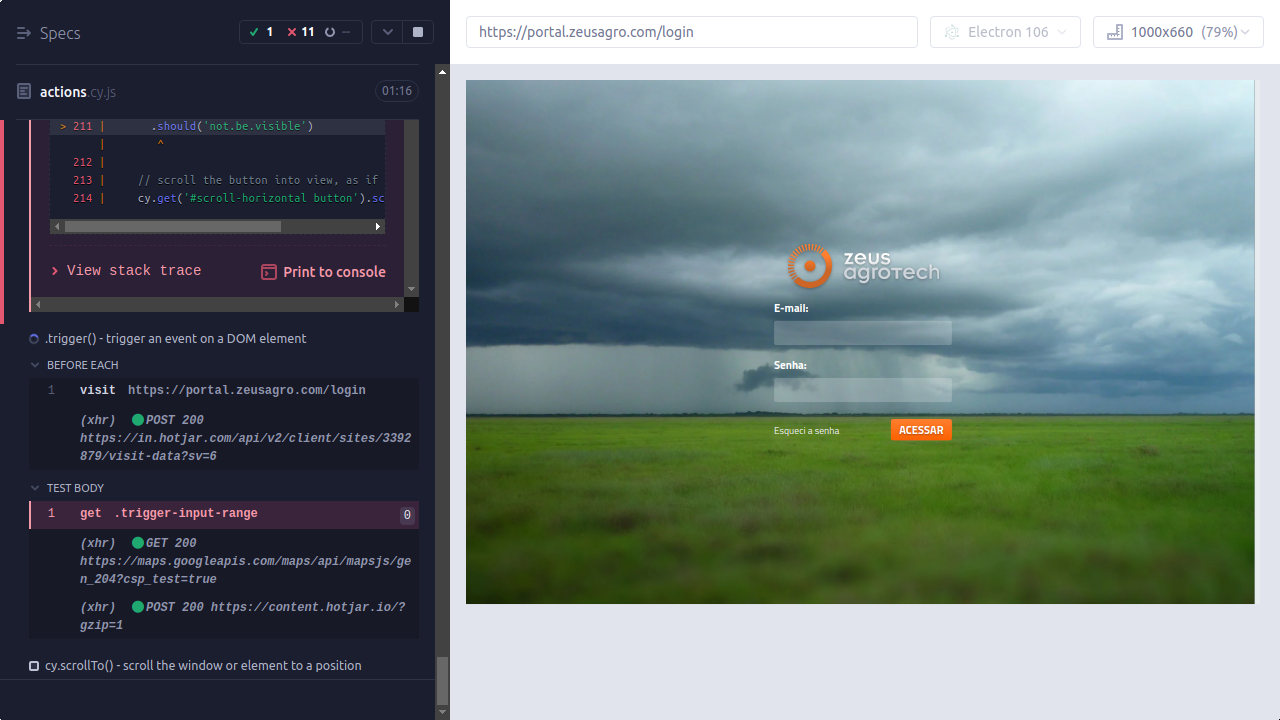 Specs
1 11 --
https://portal.zeusagro.com/login
Electron 106
1000x660 (79%)
actions.cy.js
01:16
> 211 | .should('not.be.visible')
| ^
212 |
213 | // scroll the button into view, as if
214 | cy.get('#scroll-horizontal button').sc
View stack trace
Print to console
.trigger() - trigger an event on a DOM element
BEFORE EACH
1 visit https://portal.zeusagro.com/login
(xhr) POST 200
https://in.hotjar.com/api/v2/client/sites/3392
879/visit-data?sv=6
TEST BODY
1 get .trigger-input-range 0
(xhr) GET 200
https://maps.googleapis.com/maps/api/mapsjs/ge
n_204?csp_test=true
(xhr) POST 200 https://content.hotjar.io/?
gzip=1
cy.scrollTo() - scroll the window or element to a position
zeus
agrotech
E-mail:
Senha:
Esqueci a senha
ACESSAR